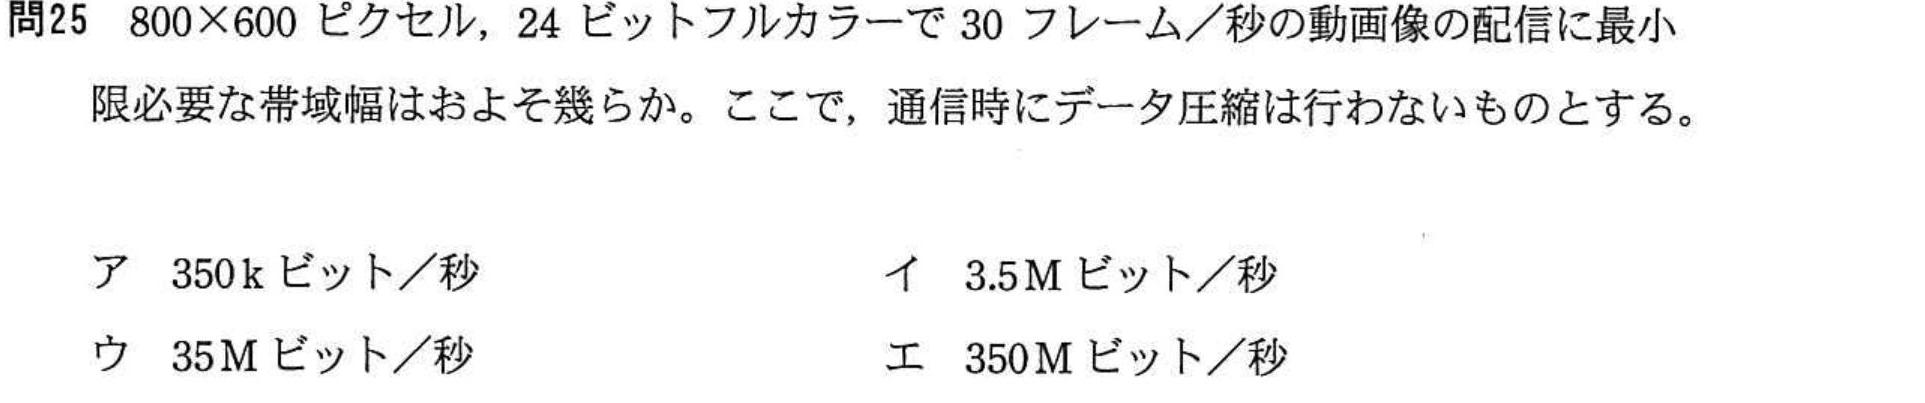 問25 800×600 ピクセル，24 ビットフルカラーで 30 フレーム／秒の動画像の配信に最小
限必要な帯域幅はおよそ幾らか。ここで，通信時にデータ圧縮は行わないものとする。
ア 350k ビット／秒 イ 3.5M ビット／秒
ウ 35M ビット／秒 エ 350M ビット／秒